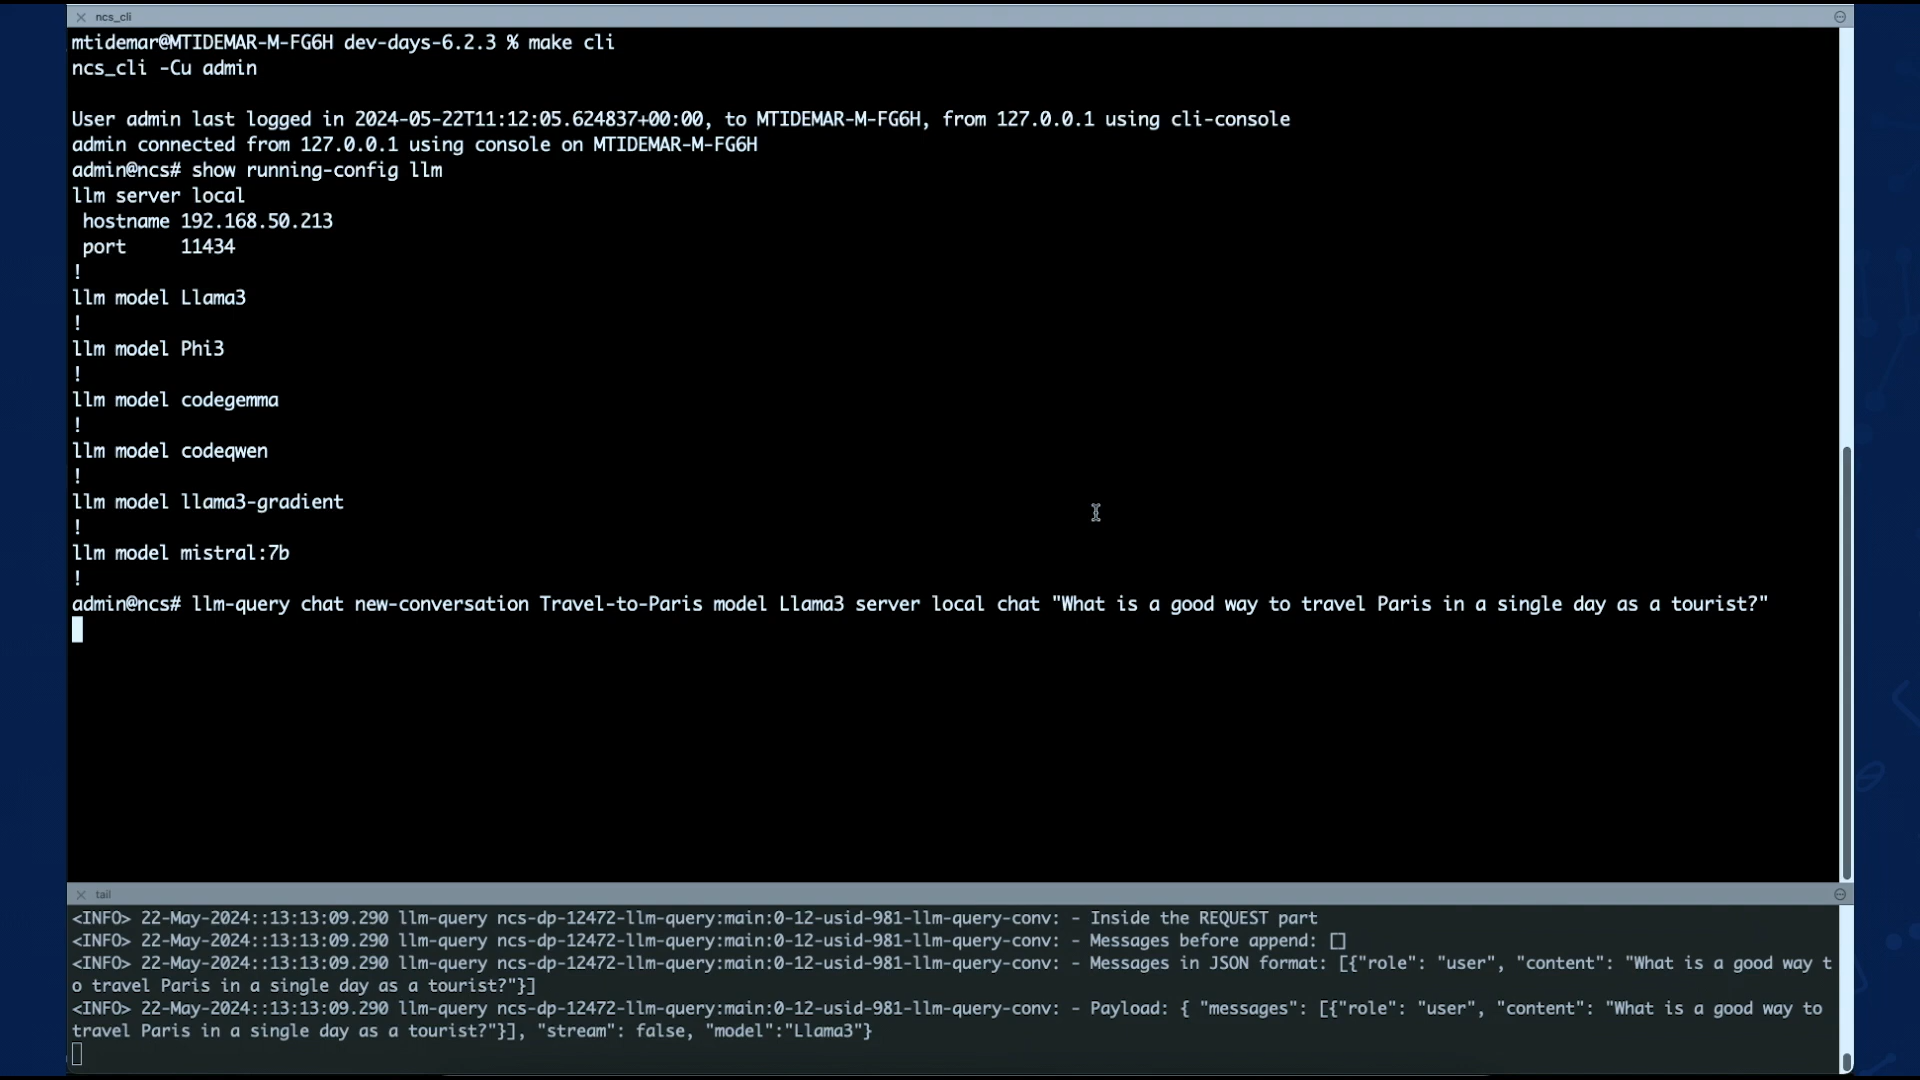 ncs_cli
mtidemar@MTIDEMAR-M-FG6H dev-days-6.2.3 % make cli
ncs_cli -Cu admin
User admin last logged in 2024-05-22T11:12:05.624837+00:00, to MTIDEMAR-M-FG6H, from 127.0.0.1 using cli-console
admin connected from 127.0.0.1 using console on MTIDEMAR-M-FG6H
admin@ncs# show running-config llm
llm server local
 hostname 192.168.50.213
 port     11434
!
llm model Llama3
!
llm model Phi3
!
llm model codegemma
!
llm model codeqwen
!
llm model llama3-gradient
!
llm model mistral:7b
!
admin@ncs# llm-query chat new-conversation Travel-to-Paris model Llama3 server local chat "What is a good way to travel Paris in a single day as a tourist?"
tail
<INFO> 22-May-2024::13:13:09.290 llm-query ncs-dp-12472-llm-query:main:0-12-usid-981-llm-query-conv: - Inside the REQUEST part
<INFO> 22-May-2024::13:13:09.290 llm-query ncs-dp-12472-llm-query:main:0-12-usid-981-llm-query-conv: - Messages before append: []
<INFO> 22-May-2024::13:13:09.290 llm-query ncs-dp-12472-llm-query:main:0-12-usid-981-llm-query-conv: - Messages in JSON format: [{"role": "user", "content": "What is a good way t
o travel Paris in a single day as a tourist?"}]
<INFO> 22-May-2024::13:13:09.290 llm-query ncs-dp-12472-llm-query:main:0-12-usid-981-llm-query-conv: - Payload: { "messages": [{"role": "user", "content": "What is a good way to
travel Paris in a single day as a tourist?"}], "stream": false, "model":"Llama3"}